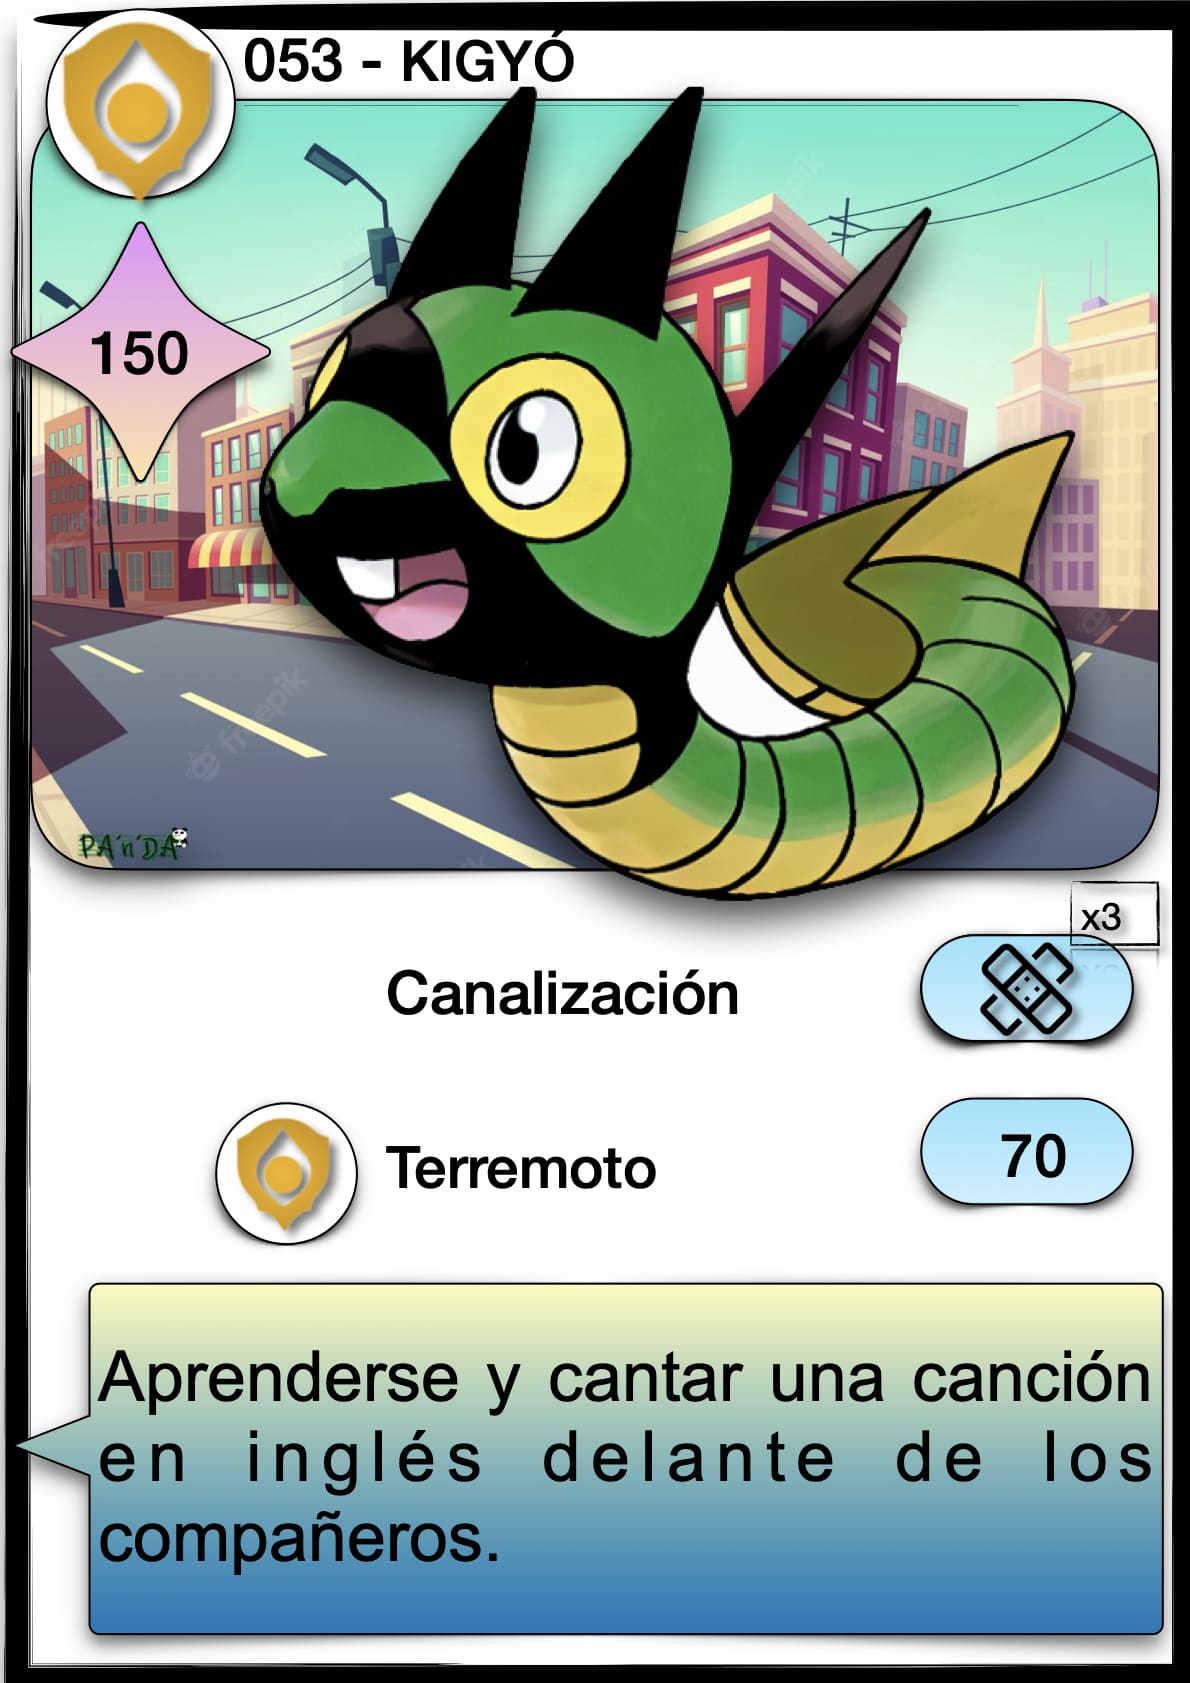 053 - KIGYÓ
150
freepik
PA'n'DA
x3
Canalización
Terremoto
70
Aprenderse y cantar una canción
en inglés delante de los
compañeros.